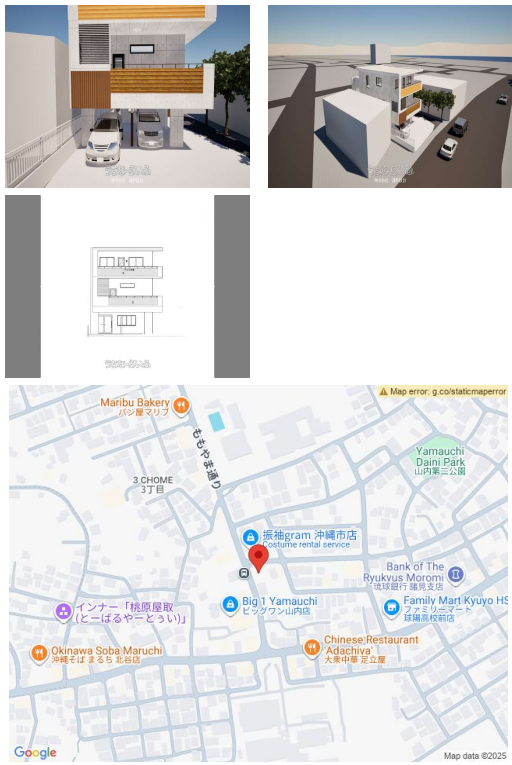 Map error: g.co/staticmaperror
Maribu Bakery
パン屋マリブ
ももやま通り
Yamauchi
Daini Park
山内第二公園
3 CHOME
3丁目
振袖gram 沖縄市店
Costume rental service
Bank of The
Ryukyus Moromi
琉球銀行 諸見支店
Big 1 Yamauchi
ビッグワン山内店
Family Mart Kyuyo HS
ファミリーマート
球陽高校前店
インナー「桃原屋取
(とーばるやーとぅい)」
Okinawa Soba Maruchi
沖縄そば まるち 北谷店
Chinese Restaurant
'Adachiya'
大衆中華 足立屋
Google
Map data ©2025